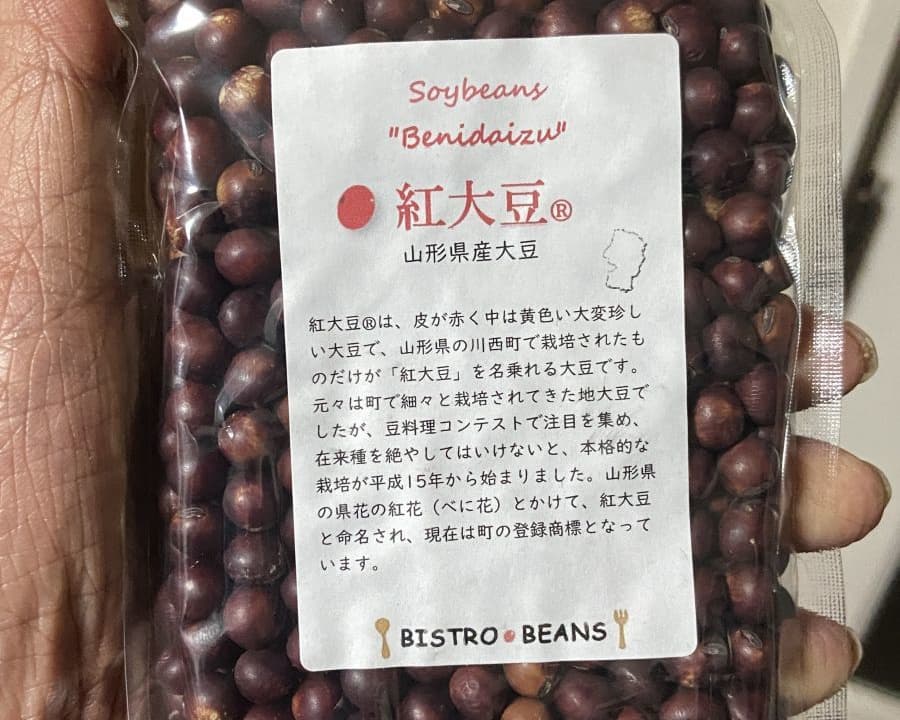 Soybeans
"Benidaizu"
紅大豆®
山形県産大豆
紅大豆®は、皮が赤く中は黄色い大変珍し
い大豆で、山形県の川西町で栽培されたも
のだけが「紅大豆」を名乗れる大豆です。
元々は町で細々と栽培されてきた地大豆で
したが、豆料理コンテストで注目を集め、
在来種を絶やしてはいけないと、本格的な
栽培が平成15年から始まりました。山形県
の県花の紅花（べに花）とかけて、紅大豆
と命名され、現在は町の登録商標となって
います。
BISTRO BEANS